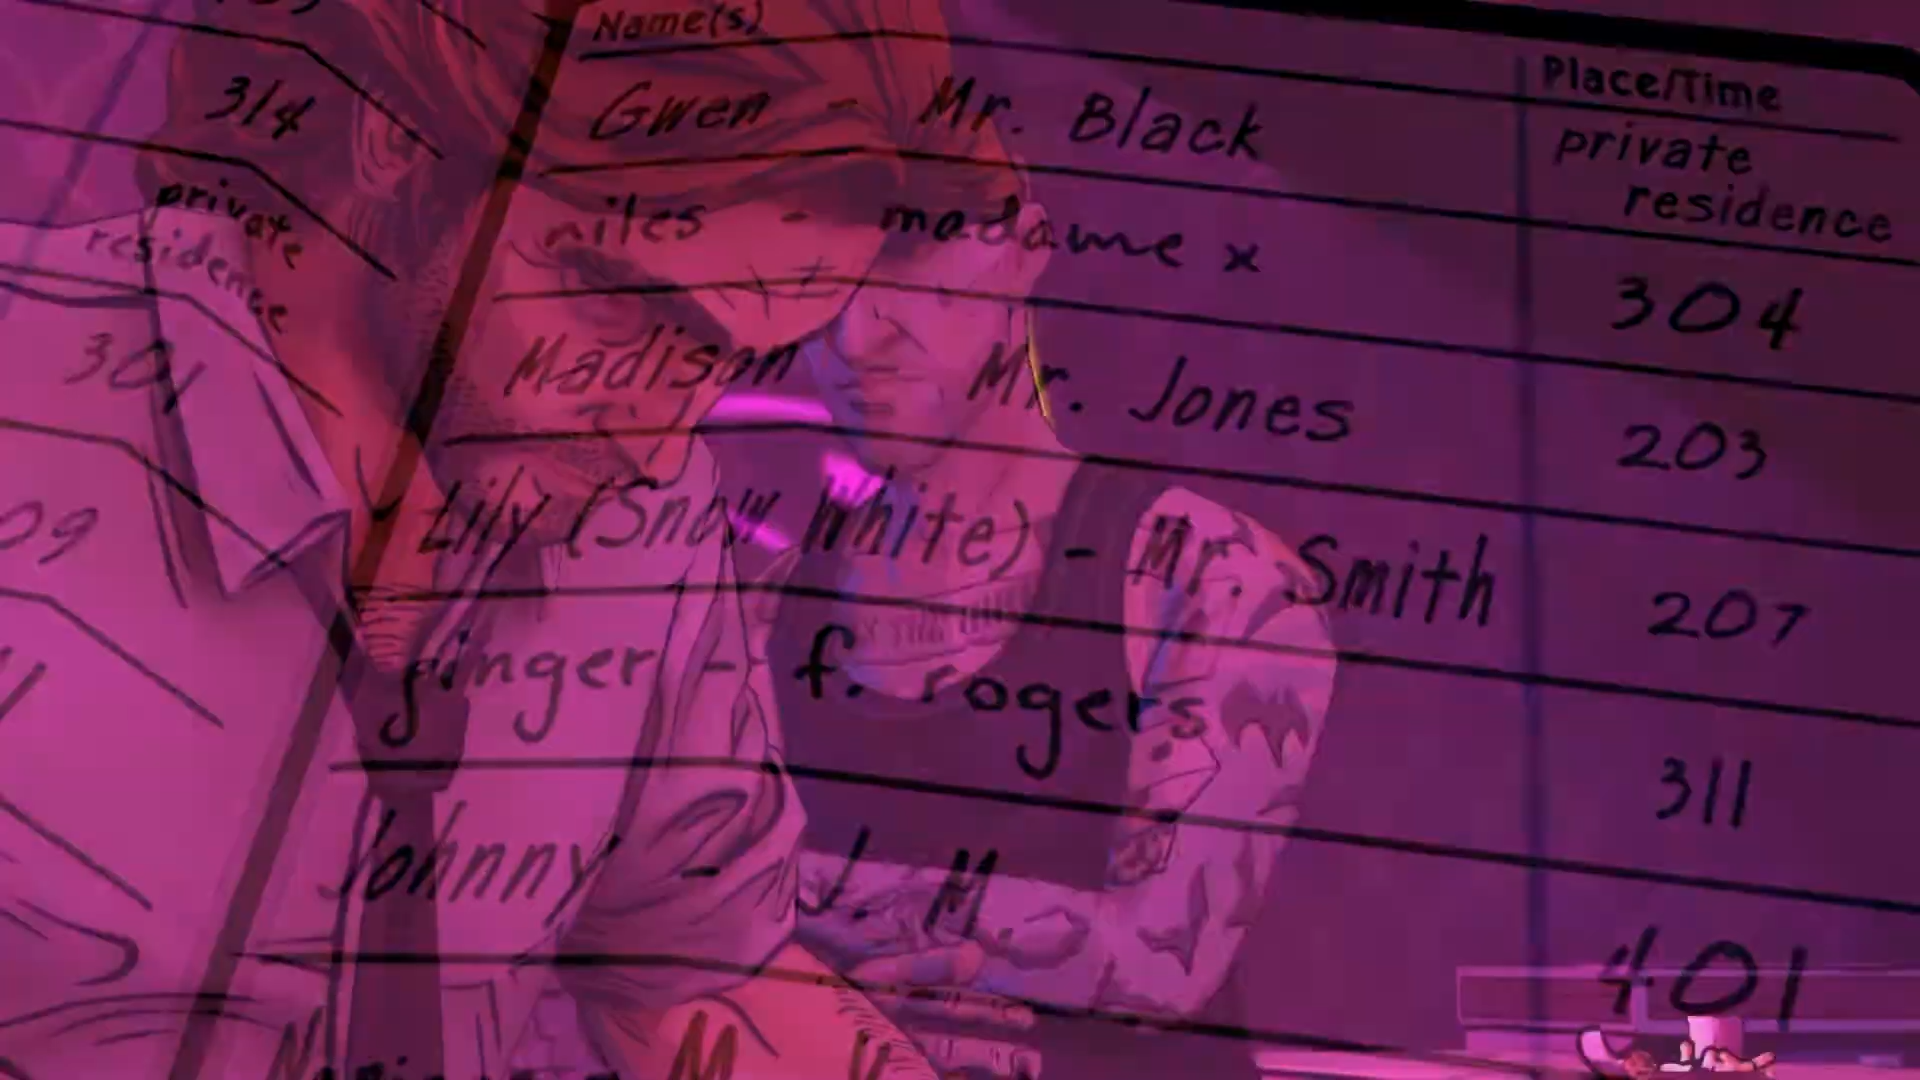 Name(s)
Place/Time
314
Gwen - Mr. Black
private
residence
private
residence
niles - madame x
304
301
Madison Mr. Jones
203
09
Lily (Snow White) - Mr. Smith
207
ginger - f. rogers
311
Johnny - J. M.
401